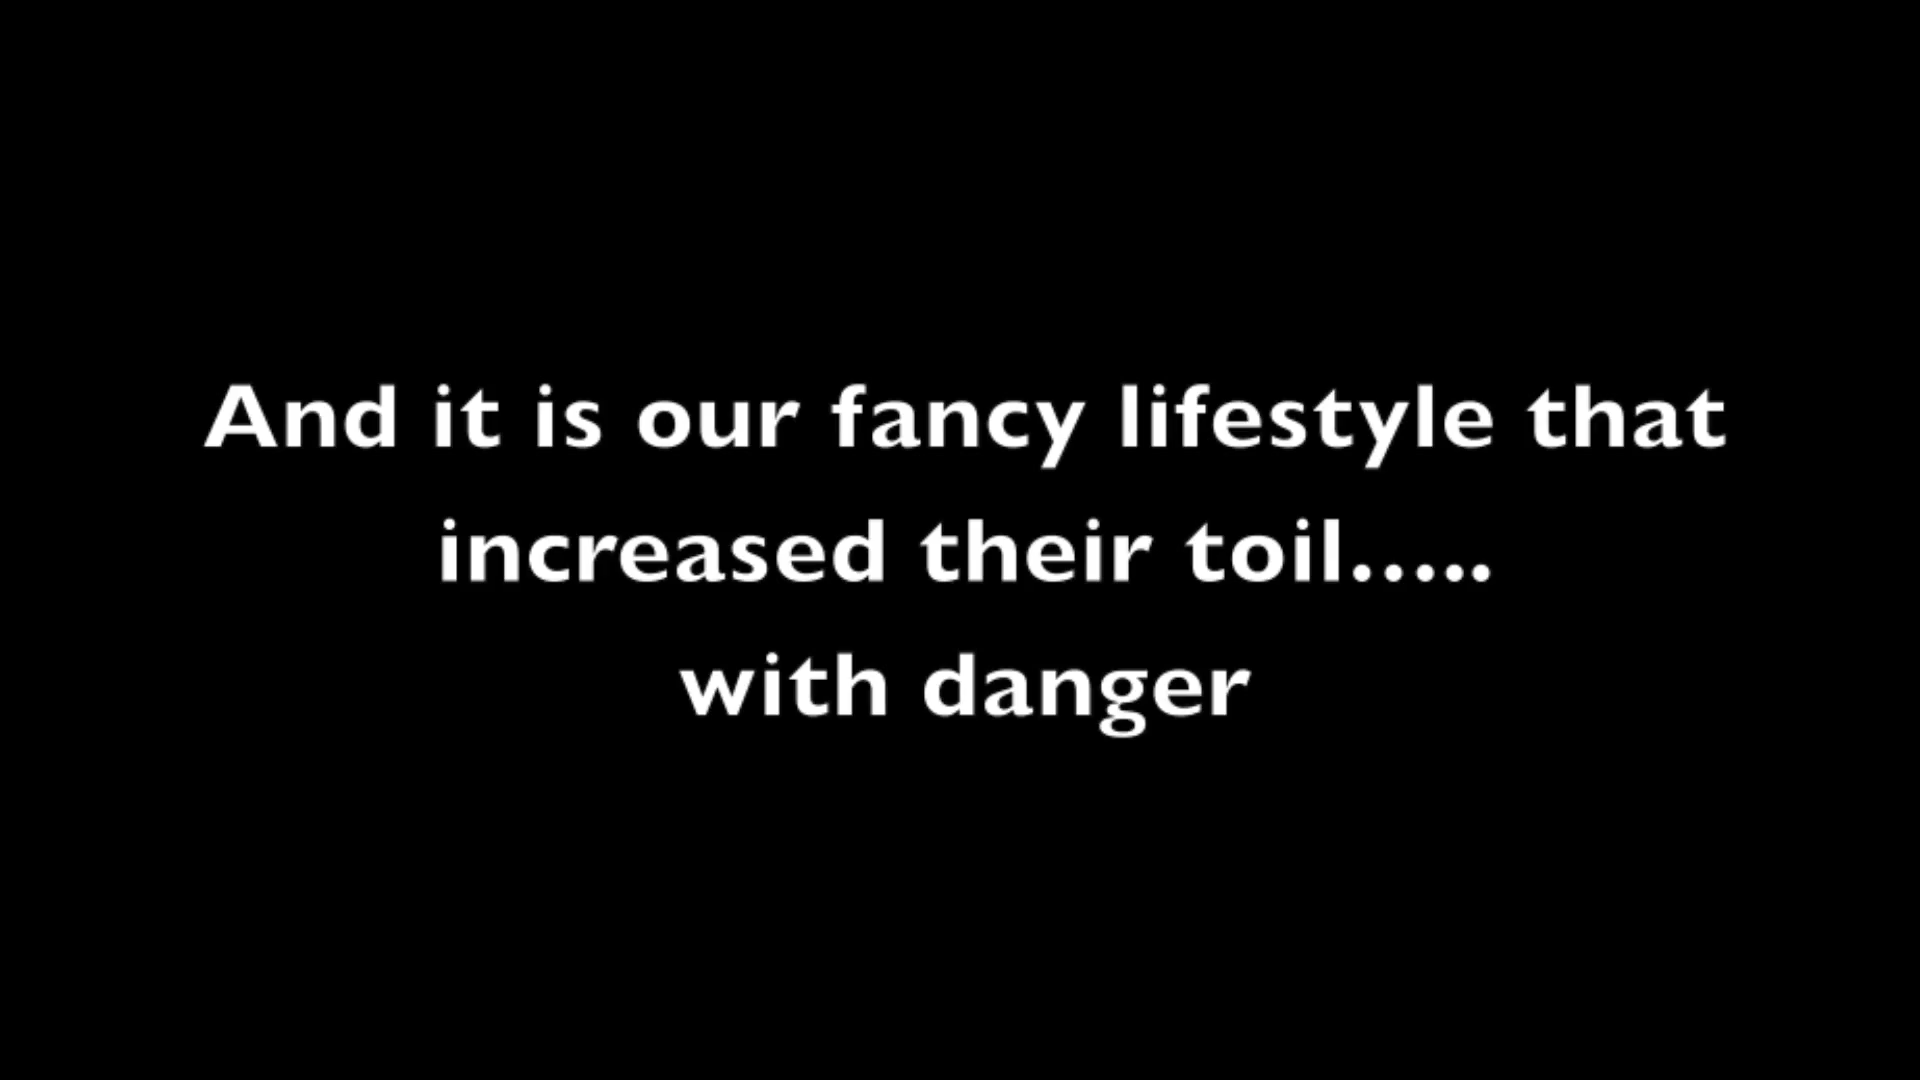 And it is our fancy lifestyle that
increased their toil.....
with danger